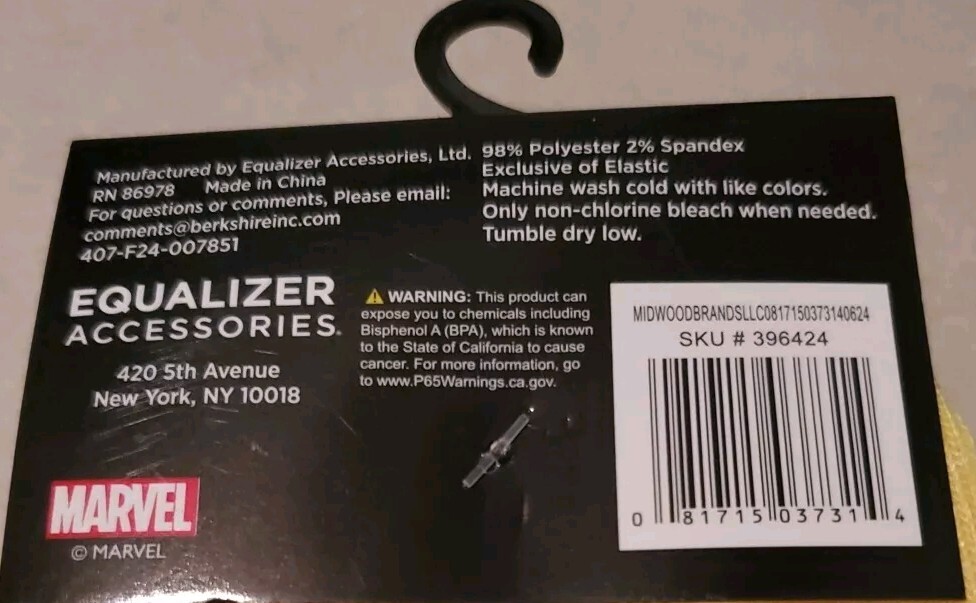 Manufactured by Equalizer Accessories, Ltd.
RN 86978 Made in China
For questions or comments, Please email:
comments@berkshireinc.com
407-F24-007851
98% Polyester 2% Spandex
Exclusive of Elastic
Machine wash cold with like colors.
Only non-chlorine bleach when needed.
Tumble dry low.
EQUALIZER
ACCESSORIES.
420 5th Avenue
New York, NY 10018
⚠ WARNING: This product can
expose you to chemicals including
Bisphenol A (BPA), which is known
to the State of California to cause
cancer. For more information, go
to www.P65Warnings.ca.gov.
MIDWOODBRANDSLLC0817150373140624
SKU # 396424
0 81715 03731 4
MARVEL
© MARVEL